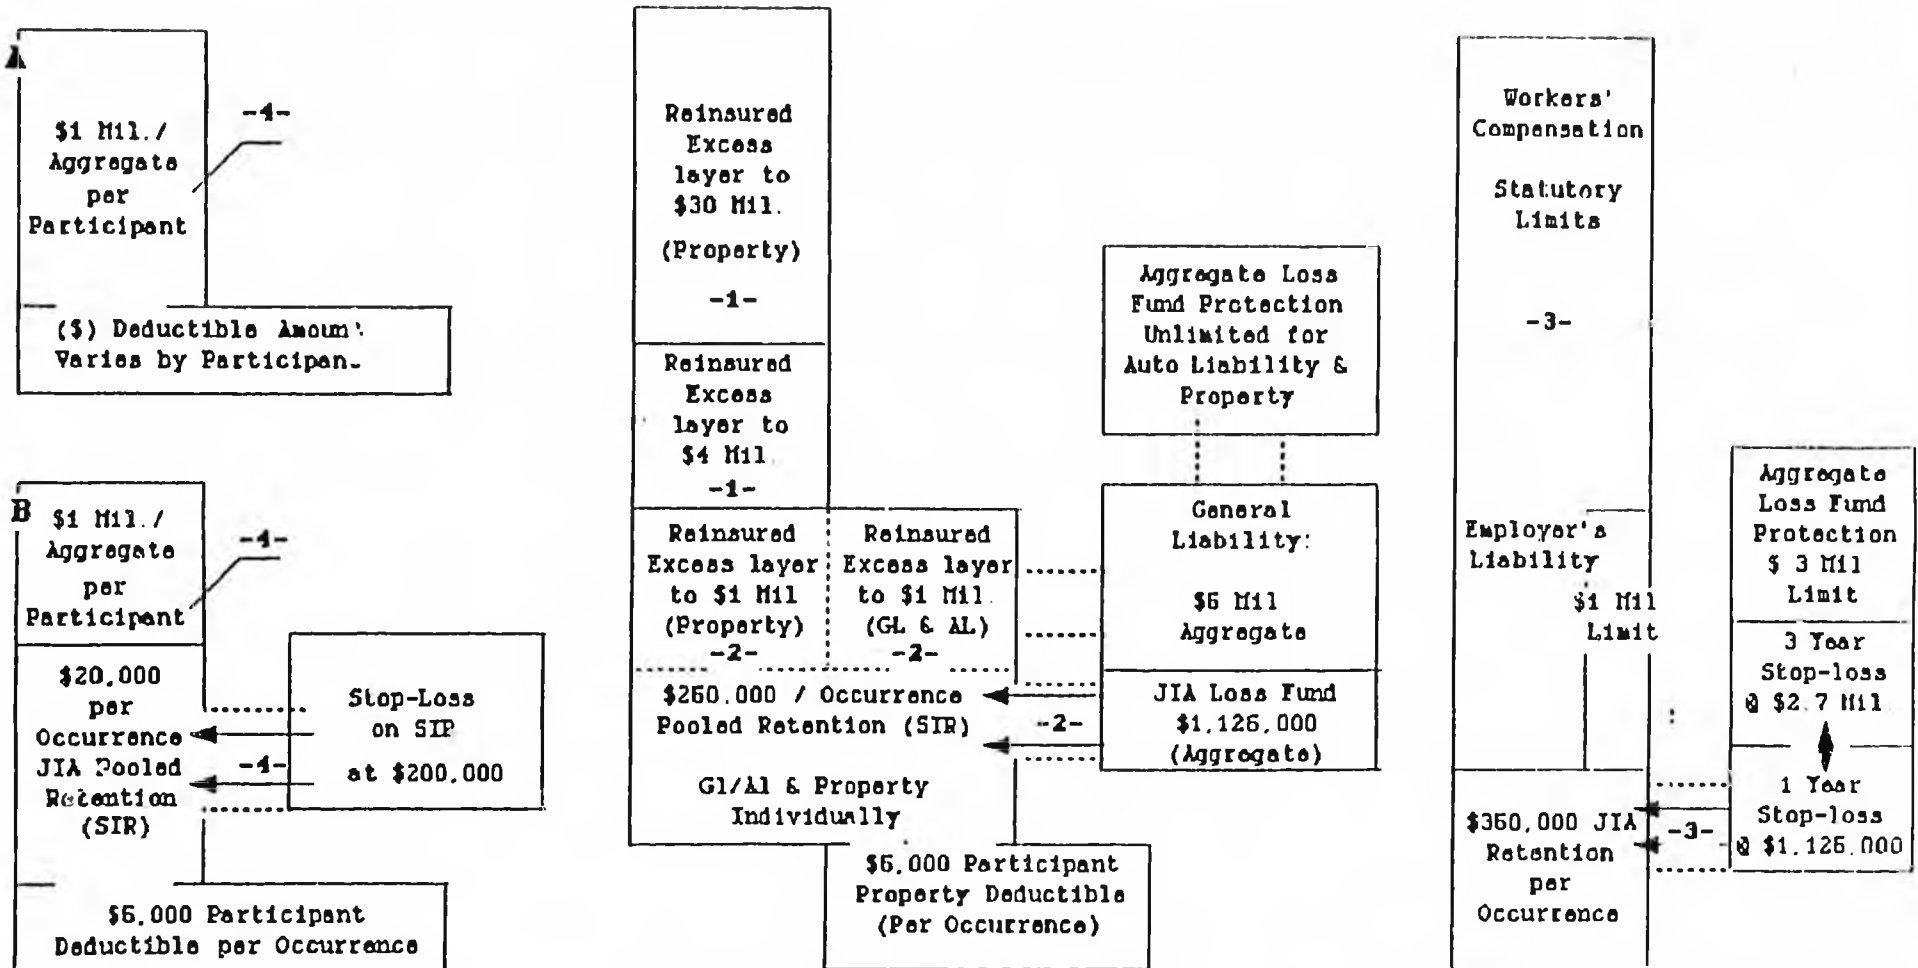 A
$1 Mil./
Aggregate
per
Participant
-4-
($) Deductible Amoun
Varies by Participan
B
$1 Mil./
Aggregate
per
Participant
-4-
$20,000
per
Occurrence
JIA Pooled
Retention
(SIR)
-4-
Stop-Loss
on SIR
at $200,000
$5,000 Participant
Deductible per Occurrence
Reinsured
Excess
layer to
$30 Mil.
(Property)
-1-
Reinsured
Excess
layer to
$4 Mil
-1-
Reinsured
Excess layer
to $1 Mil
(Property)
-2-
Reinsured
Excess layer
to $1 Mil.
(GL & AL)
-2-
$250,000 / Occurrence
Pooled Retention (SIR)
Gl/Al & Property
Individually
-2-
$5,000 Participant
Property Deductible
(Per Occurrence)
Aggregate Loss
Fund Protection
Unlimited for
Auto Liability &
Property
General
Liability:
$5 Mil
Aggregate
JIA Loss Fund
$1,125,000
(Aggregate)
Workers'
Compensation
Statutory
Limits
-3-
Employer's
Liability
$1 Mil
Limit
$350,000 JIA
Retention
per
Occurrence
-3-
Aggregate
Loss Fund
Protection
$ 3 Mil
Limit
3 Year
Stop-loss
@ $2.7 Mil
1 Year
Stop-loss
@ $1,125,000